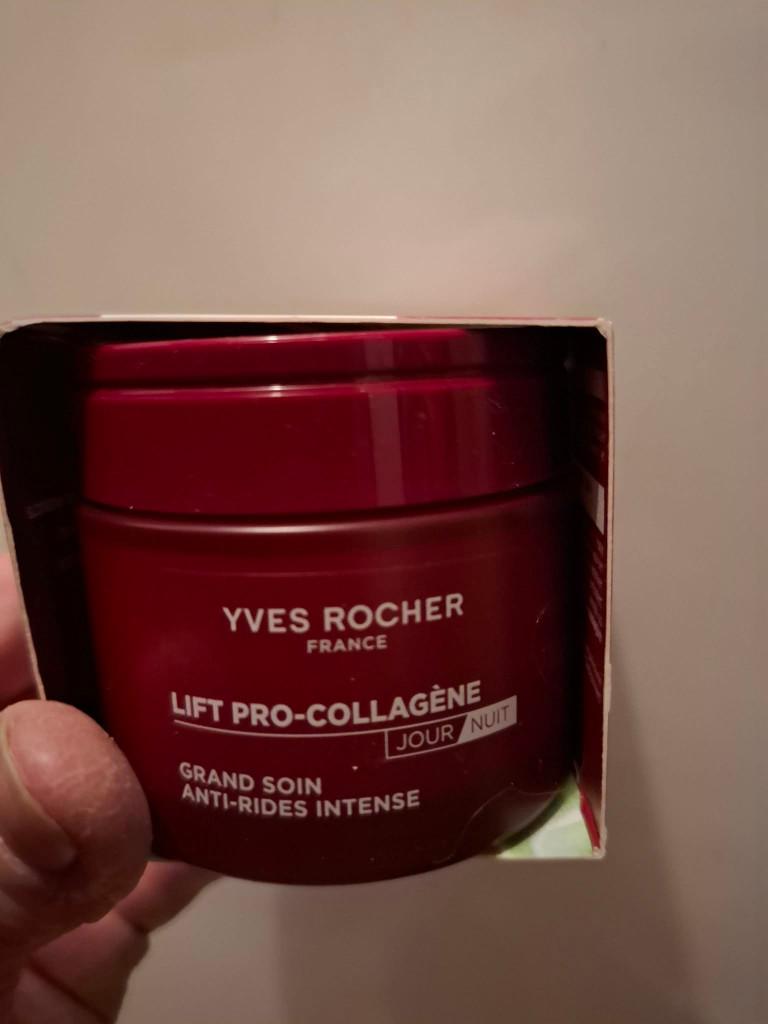 YVES ROCHER
FRANCE
LIFT PRO-COLLAGÈNE
JOUR NUIT
GRAND SOIN
ANTI-RIDES INTENSE